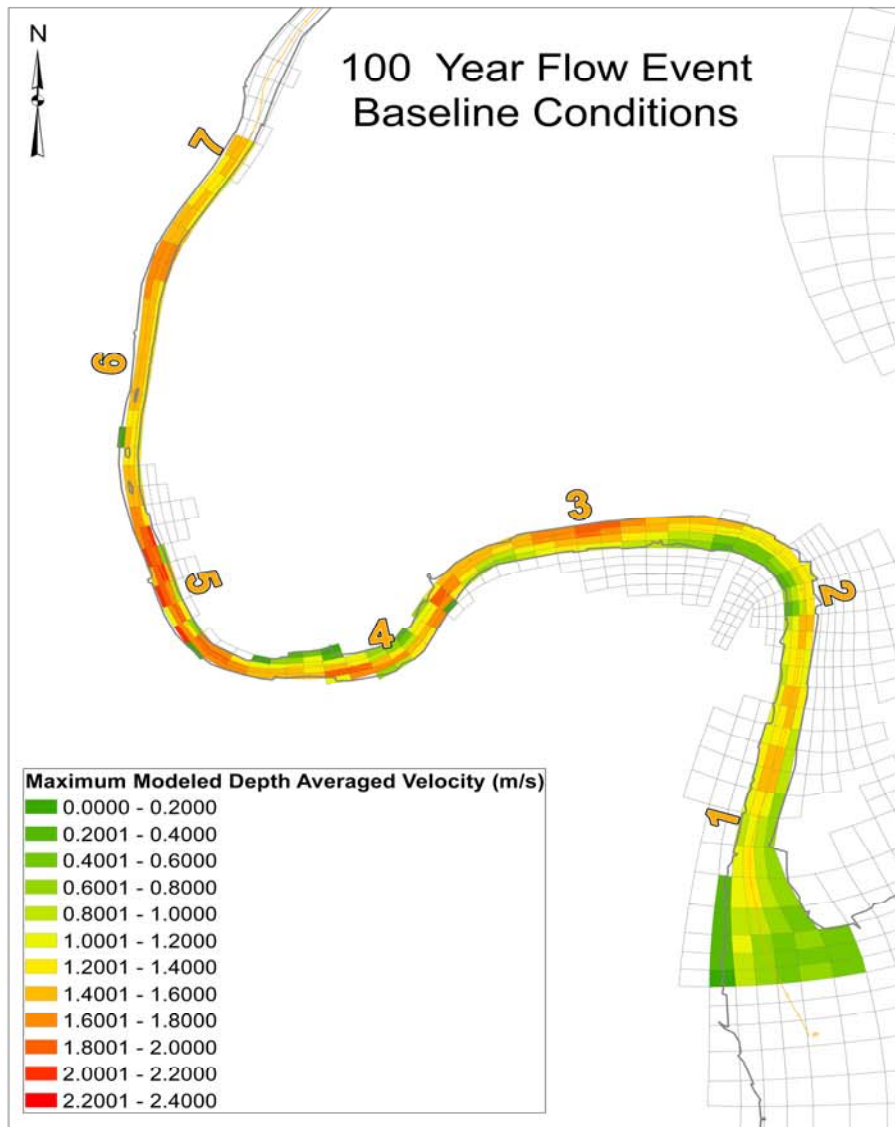 N
100 Year Flow Event
Baseline Conditions
7
6
5
4
3
2
1
Maximum Modeled Depth Averaged Velocity (m/s)
0.0000 - 0.2000
0.2001 - 0.4000
0.4001 - 0.6000
0.6001 - 0.8000
0.8001 - 1.0000
1.0001 - 1.2000
1.2001 - 1.4000
1.4001 - 1.6000
1.6001 - 1.8000
1.8001 - 2.0000
2.0001 - 2.2000
2.2001 - 2.4000